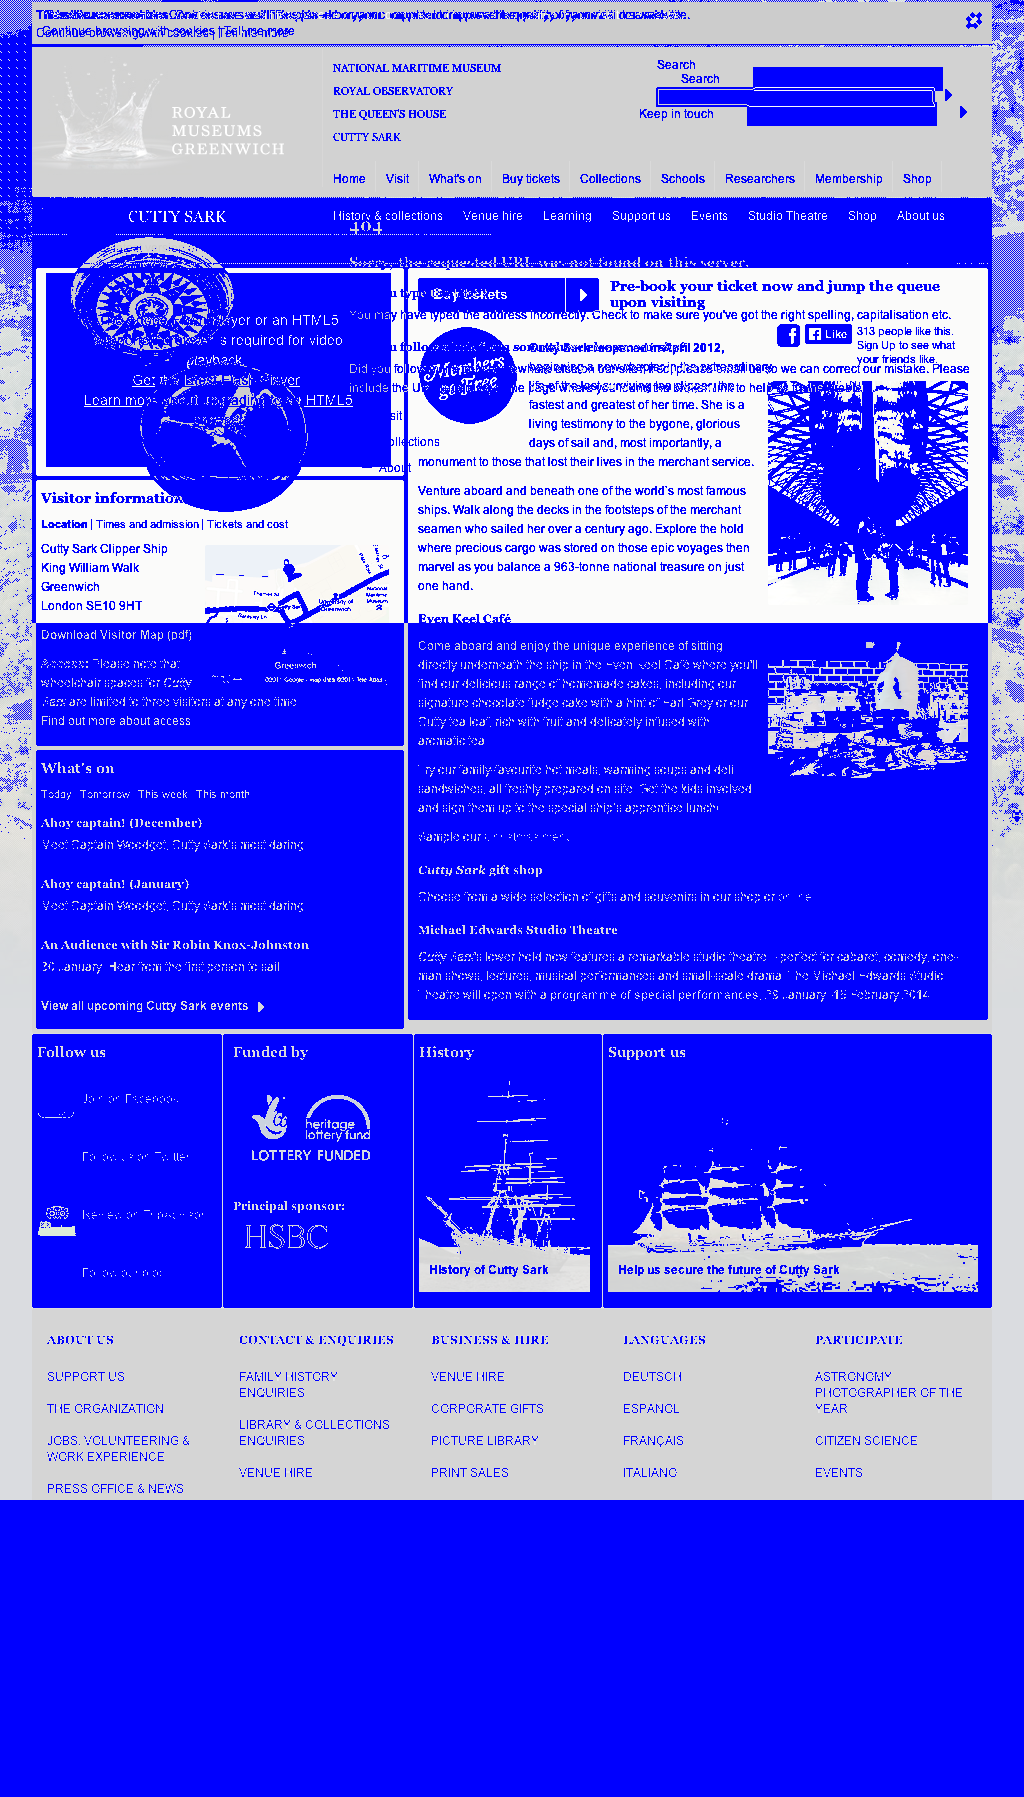 Continue browsing with cookies | Tell me more
ROYAL
MUSEUMS
GREENWICH
NATIONAL MARITIME MUSEUM
ROYAL OBSERVATORY
THE QUEEN'S HOUSE
CUTTY SARK
Search
Search
Keep in touch
Home Visit What's on Buy tickets Collections Schools Researchers Membership Shop
CUTTY SARK
History & collections Venue hire Learning Support us Events Studio Theatre Shop About us
404
Sorry, the requested URL was not found on this server.
Buy tickets
Pre-book your ticket now and jump the queue
upon visiting
You may have typed the address incorrectly. Check to make sure you've got the right spelling, capitalisation etc.
Like
313 people like this.
Sign Up to see what
your friends like.
player or an HTML5
is required for video
playback.
Get the latest Flash Player
Learn more about upgrading to an HTML5
Members
go Free
April 2012,
fastest and greatest of her time. She is a
living testimony to the bygone, glorious
days of sail and, most importantly, a
monument to those that lost their lives in the merchant service.
Collections
About
Venture aboard and beneath one of the world's most famous
ships. Walk along the decks in the footsteps of the merchant
seamen who sailed her over a century ago. Explore the hold
where precious cargo was stored on those epic voyages then
marvel as you balance a 963-tonne national treasure on just
one hand.
Even Keel Café
Come aboard and enjoy the unique experience of sitting
directly underneath the ship in the Even Keel Café where you'll
find our delicious range of homemade cakes, including our
signature chocolate fudge cake with a hint of Earl Grey or our
Cutty tea loaf, rich with fruit and delicately infused with
aromatic tea.
Try our family-favourite hot meals, warming soups and deli
sandwiches, all freshly prepared on site. Get the kids involved
and sign them up to the special ship's apprentice lunch!
Sample our
Cutty Sark gift shop
Choose from a wide selection of gifts and souvenirs in our shop or online
Michael Edwards Studio Theatre
Cutty Sark's lower hold now features a remarkable studio theatre - perfect for cabaret, comedy, one-
man shows, lectures, musical performances and small-scale drama. The Michael Edwards Studio
Theatre will open with a programme of special performances, 29 January -19 February 2014.
Visitor information
Location | Times and admission | Tickets and cost
Cutty Sark Clipper Ship
King William Walk
Greenwich
London SE10 9HT
Download Visitor Map (pdf)
Access: Please note that
wheelchair spaces for Cutty
Sark are limited to three visitors at any one time
Find out more about access
Greenwich
What's on
Today Tomorrow This week This month
Ahoy captain! (December)
Meet Captain Woodget, Cutty Sark's most daring
Ahoy captain! (January)
Meet Captain Woodget, Cutty Sark's most daring
An Audience with Sir Robin Knox-Johnston
30 January Hear from the first person to sail
View all upcoming Cutty Sark events
Follow us
Join on Facebook
Follow us on Twitter
Review on TripAdvisor
Follow our blog
Funded by
heritage
lottery fund
LOTTERY FUNDED
Principal sponsor:
HSBC
History
History of Cutty Sark
Support us
Help us secure the future of Cutty Sark
ABOUT US
SUPPORT US
THE ORGANIZATION
JOBS, VOLUNTEERING &
WORK EXPERIENCE
PRESS OFFICE & NEWS
CONTACT & ENQUIRIES
FAMILY HISTORY
ENQUIRIES
LIBRARY & COLLECTIONS
ENQUIRIES
VENUE HIRE
BUSINESS & HIRE
VENUE HIRE
CORPORATE GIFTS
PICTURE LIBRARY
PRINT SALES
LANGUAGES
DEUTSCH
ESPANOL
FRANÇAIS
ITALIANO
PARTICIPATE
ASTRONOMY
PHOTOGRAPHER OF THE
YEAR
CITIZEN SCIENCE
EVENTS